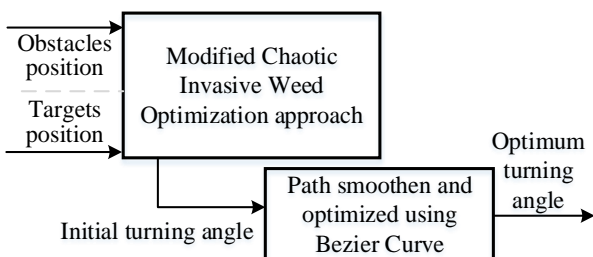 Obstacles
position
Targets
position
Modified Chaotic
Invasive Weed
Optimization approach
Initial turning angle
Path smoothen and
optimized using
Bezier Curve
Optimum
turning
angle